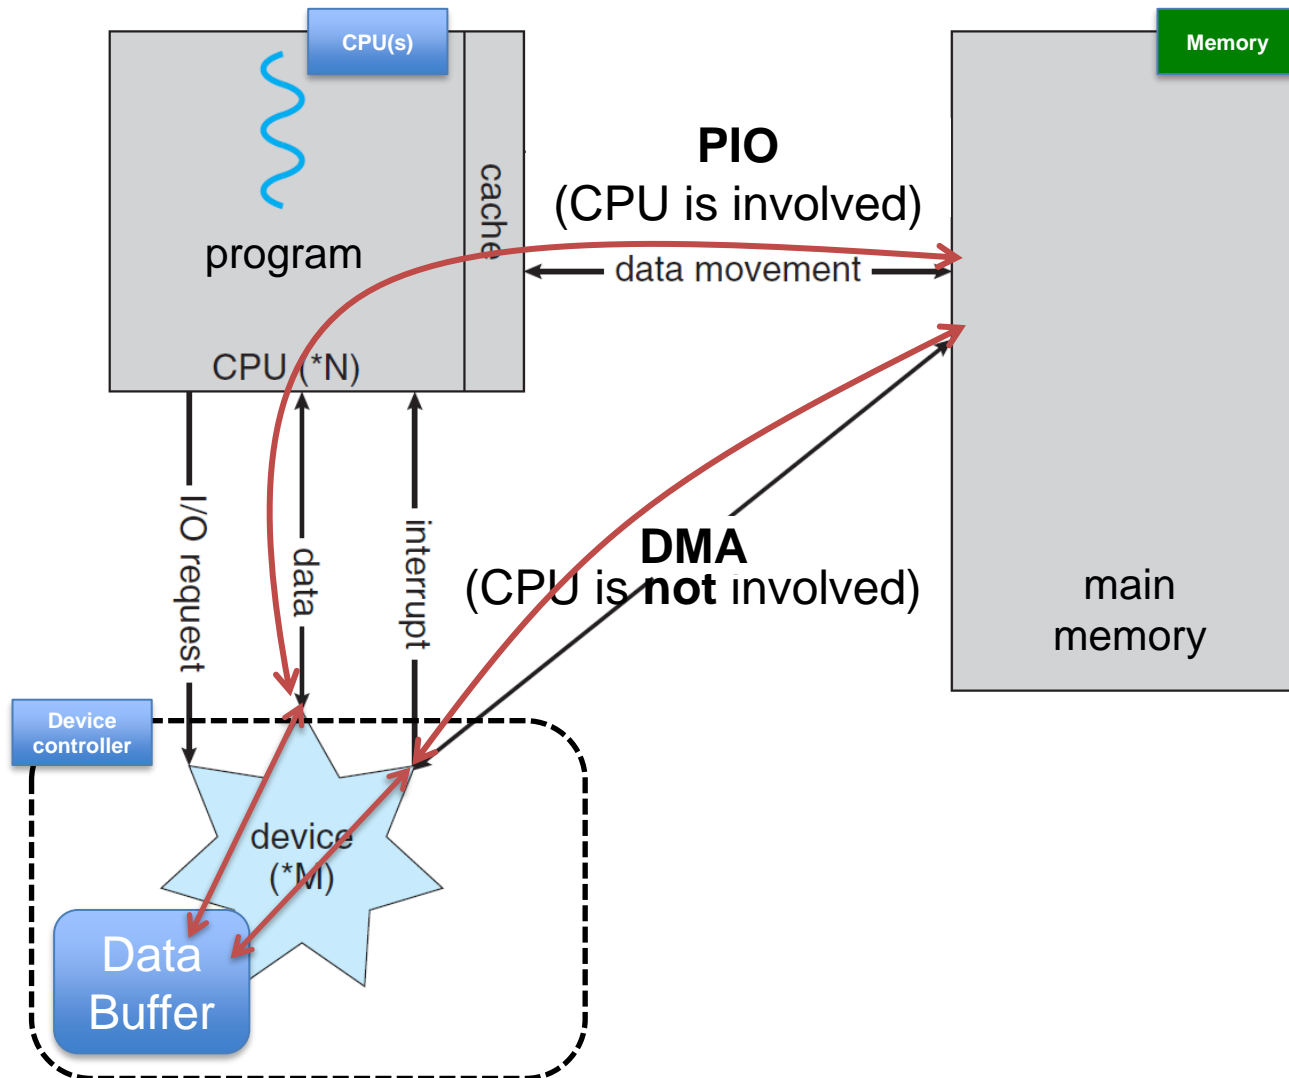 CPU(s)
Memory
PIO
(CPU is involved)
cache
program
data movement
CPU (*N)
I/O request
data
interrupt
DMA
(CPU is not involved)
main
memory
Device
controller
device
(*M)
Data
Buffer